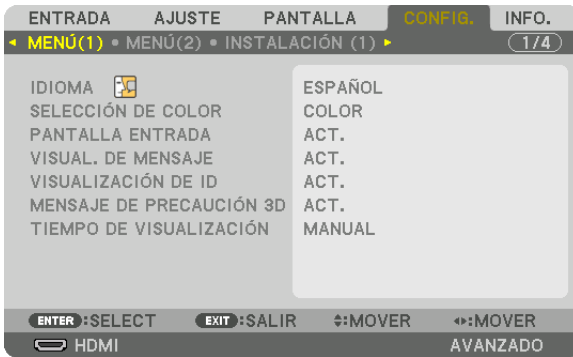 ENTRADA AJUSTE PANTALLA CONFIG. INFO.
MENÚ(1) • MENÚ(2) • INSTALACIÓN (1) 1/4
IDIOMA ESPAÑOL
SELECCIÓN DE COLOR COLOR
PANTALLA ENTRADA ACT.
VISUAL. DE MENSAJE ACT.
VISUALIZACIÓN DE ID ACT.
MENSAJE DE PRECAUCIÓN 3D ACT.
TIEMPO DE VISUALIZACIÓN MANUAL
ENTER :SELECT EXIT :SALIR :MOVER :MOVER
HDMI AVANZADO